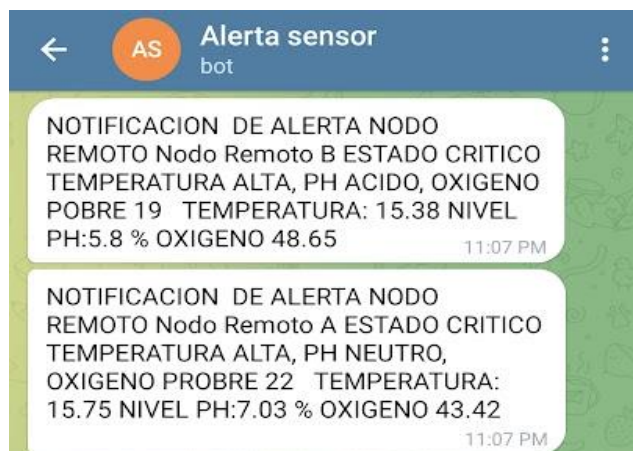 AS
Alerta sensor
bot
NOTIFICACION  DE ALERTA NODO
REMOTO Nodo Remoto B ESTADO CRITICO
TEMPERATURA ALTA, PH ACIDO, OXIGENO
POBRE 19   TEMPERATURA: 15.38 NIVEL
PH:5.8 % OXIGENO 48.65
11:07 PM
NOTIFICACION  DE ALERTA NODO
REMOTO Nodo Remoto A ESTADO CRITICO
TEMPERATURA ALTA, PH NEUTRO,
OXIGENO PROBRE 22   TEMPERATURA:
15.75 NIVEL PH:7.03 % OXIGENO 43.42
11:07 PM